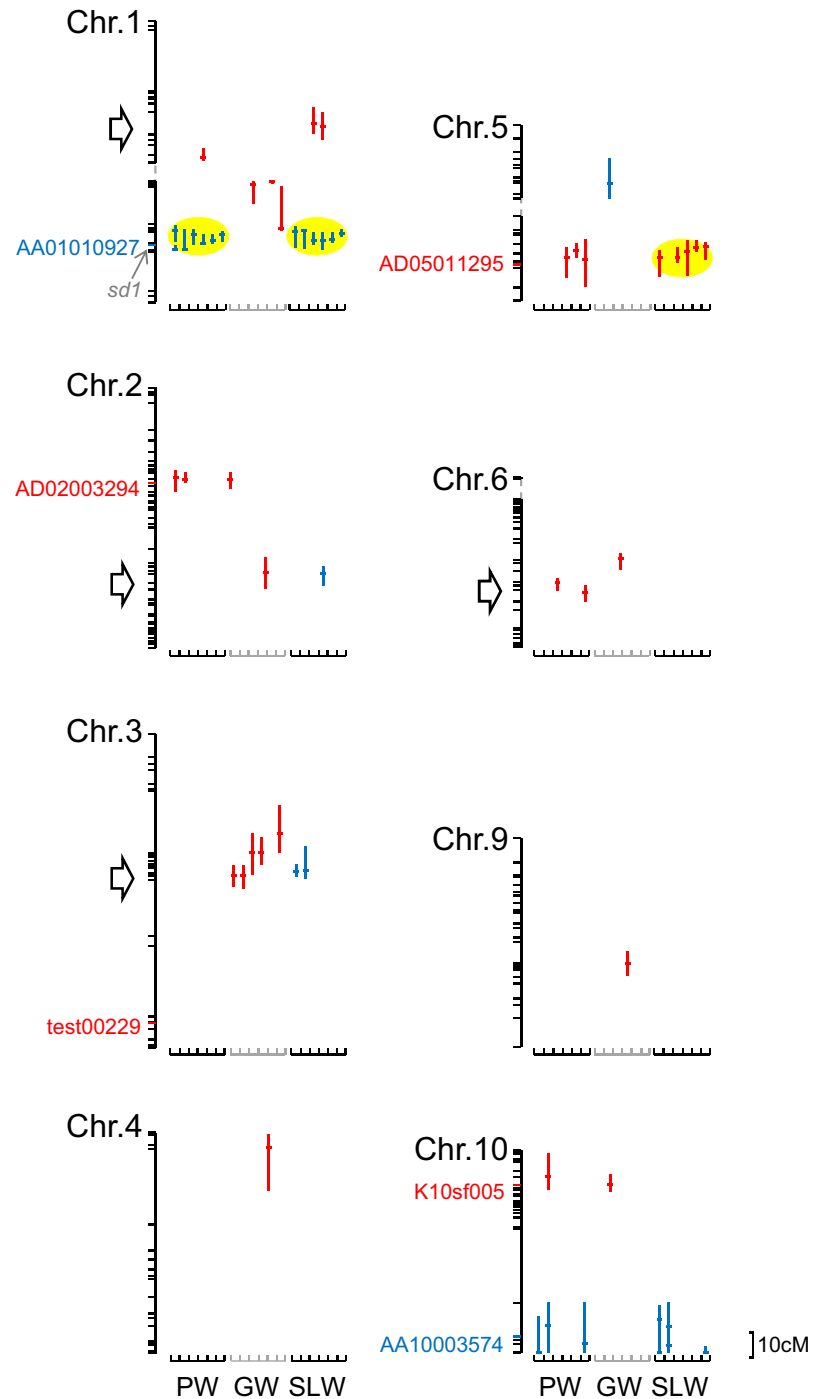 Chr.1
AA01010927
sd1
Chr.5
AD05011295
Chr.2
AD02003294
Chr.6
Chr.3
test00229
Chr.9
Chr.4
Chr.10
K10sf005
AA10003574
10cM
PW GW SLW
PW GW SLW